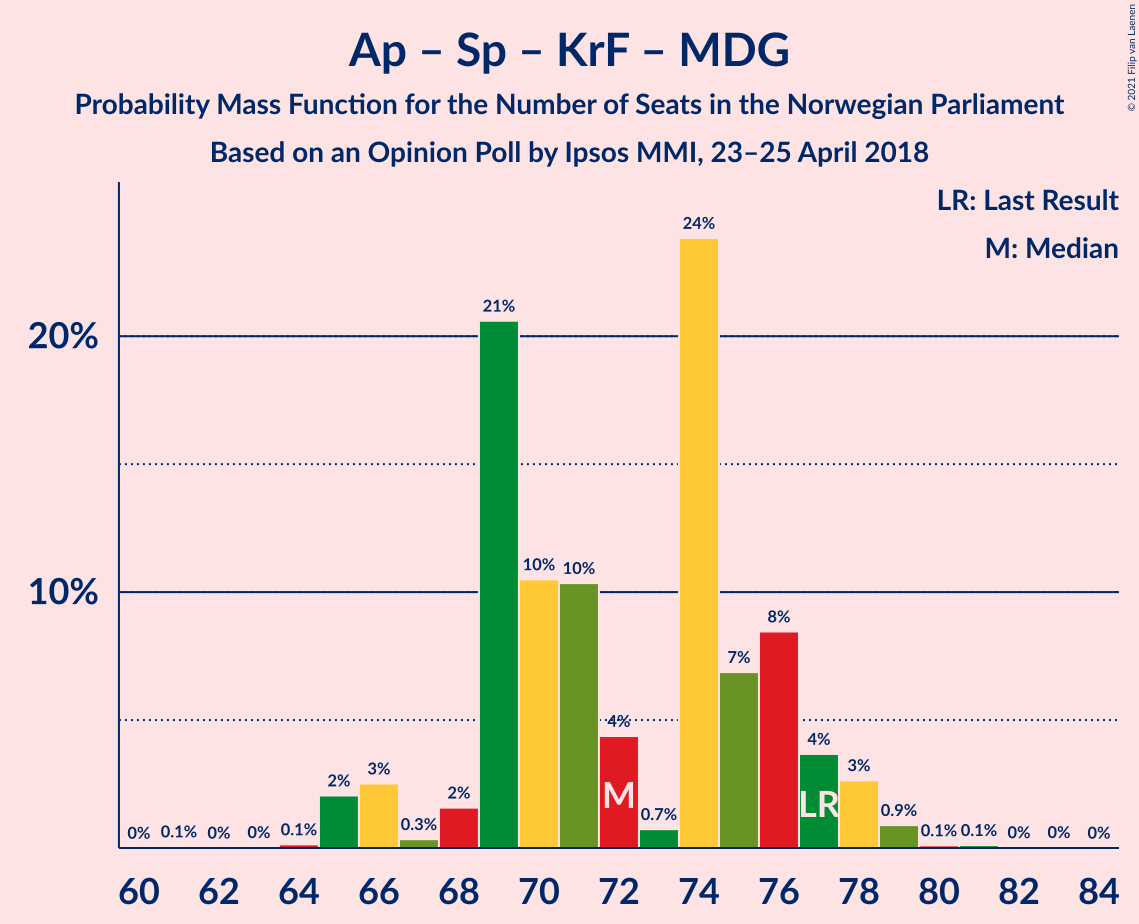 Ap – Sp – KrF – MDG
Probability Mass Function for the Number of Seats in the Norwegian Parliament
Based on an Opinion Poll by Ipsos MMI, 23–25 April 2018
© 2021 Filip van Laenen
LR: Last Result
M: Median
20%
10%
0% 0.1% 0% 0% 0.1% 2% 3% 0.3% 2% 21% 10% 10% 4% 0.7% 24% 7% 8% 4% 3% 0.9% 0.1% 0.1% 0% 0% 0%
M LR
60 62 64 66 68 70 72 74 76 78 80 82 84